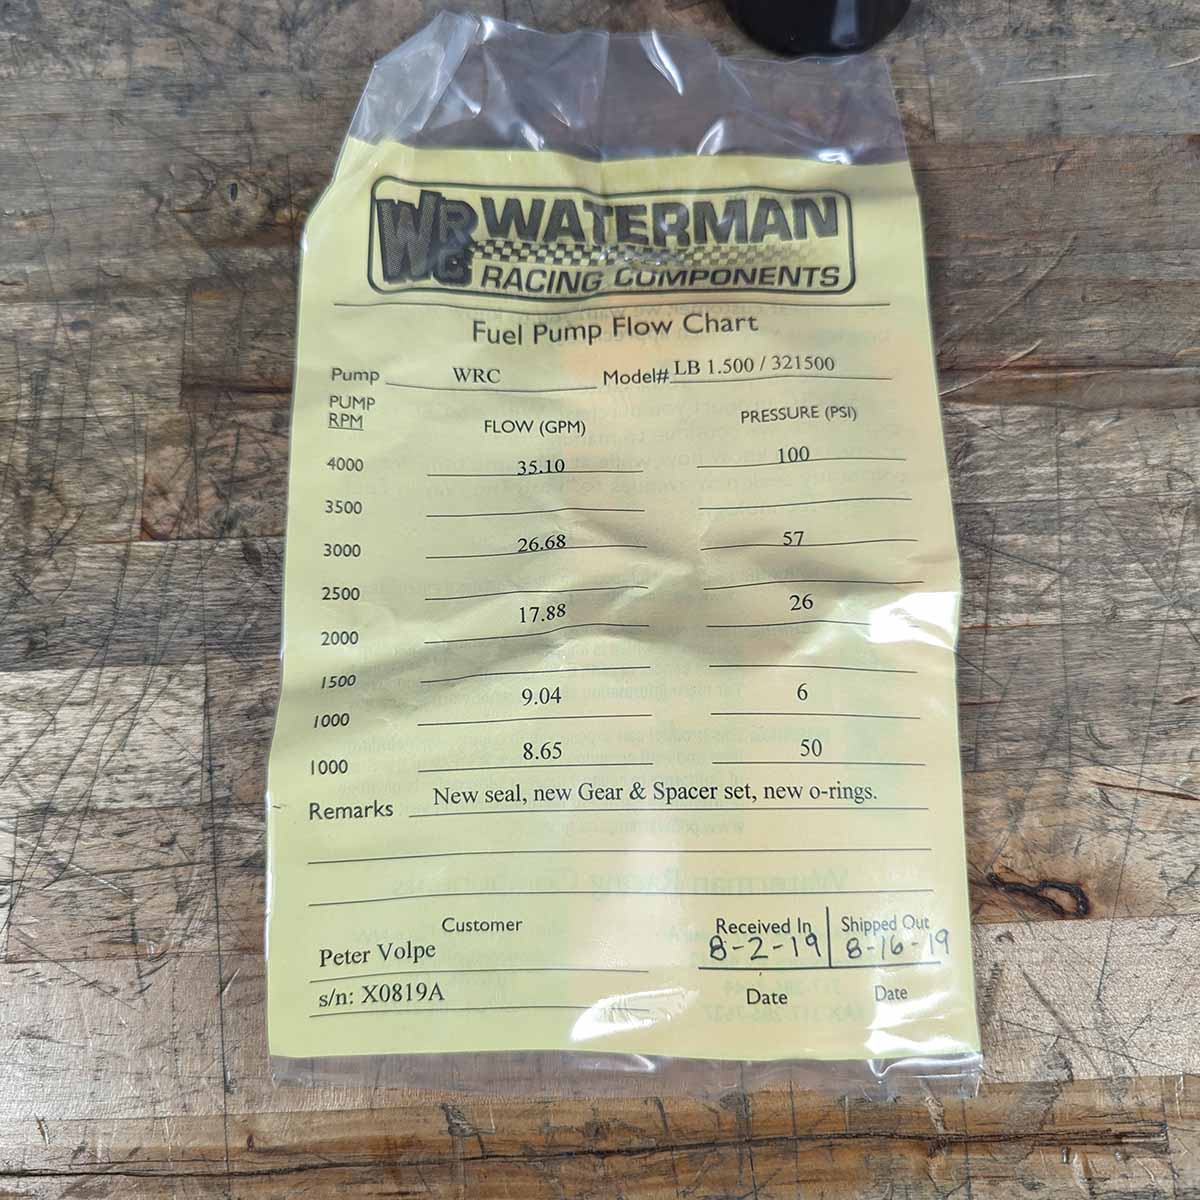 WRC WATERMAN
RACING COMPONENTS
Fuel Pump Flow Chart
Pump WRC Model# LB 1.500 / 321500
PUMP RPM FLOW (GPM) PRESSURE (PSI)
4000 35.10 100
3500
3000 26.68 57
2500
2000 17.88 26
1500
1000 9.04 6
1000 8.65 50
Remarks New seal, new Gear & Spacer set, new o-rings.
Customer Received In Shipped Out
Peter Volpe 8-2-19 8-16-19
s/n: X0819A Date Date